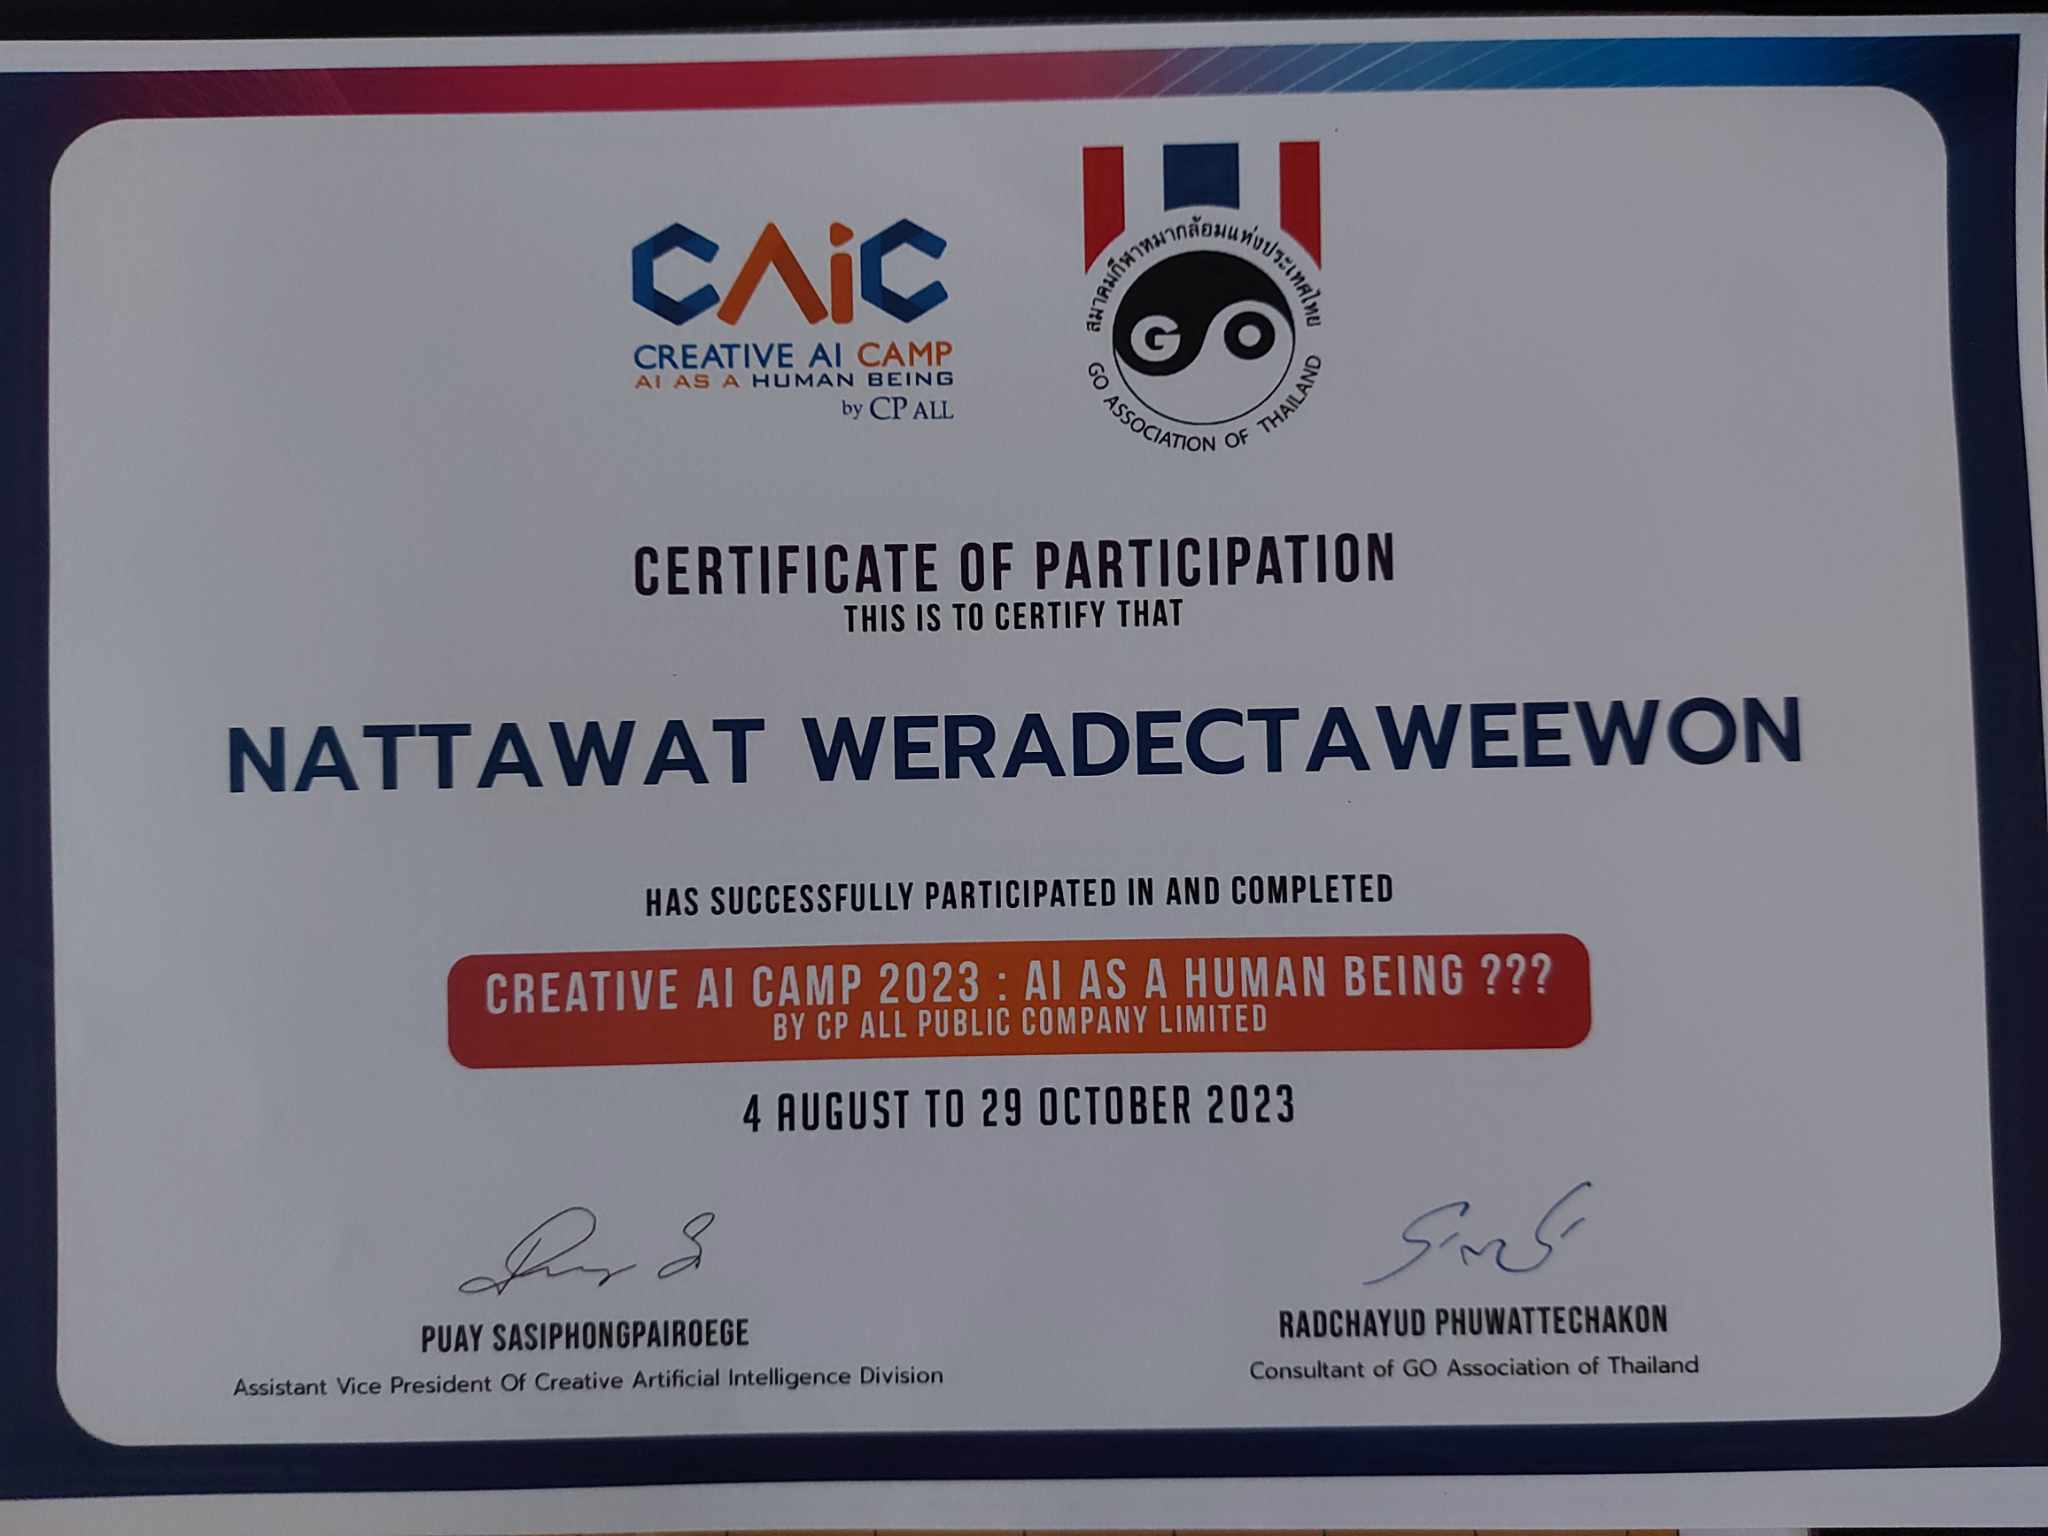 CAiC
CREATIVE AI CAMP
AI AS A HUMAN BEING
by CP ALL
สมาคมกีฬาหมากล้อมแห่งประเทศไทย
GO
GO ASSOCIATION OF THAILAND
CERTIFICATE OF PARTICIPATION
THIS IS TO CERTIFY THAT
NATTAWAT WERADECTAWEEWON
HAS SUCCESSFULLY PARTICIPATED IN AND COMPLETED
CREATIVE AI CAMP 2023 : AI AS A HUMAN BEING ???
BY CP ALL PUBLIC COMPANY LIMITED
4 AUGUST TO 29 OCTOBER 2023
PUAY SASIPHONGPAIROEGE
Assistant Vice President Of Creative Artificial Intelligence Division
RADCHAYUD PHUWATTECHAKON
Consultant of GO Association of Thailand